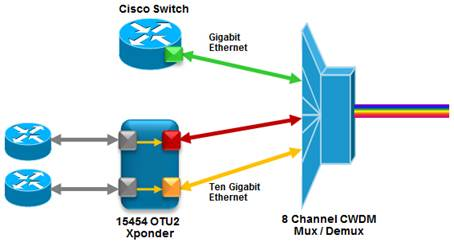 Cisco Switch
Gigabit
Ethernet
Ten Gigabit
Ethernet
15454 OTU2
Xponder
8 Channel CWDM
Mux / Demux